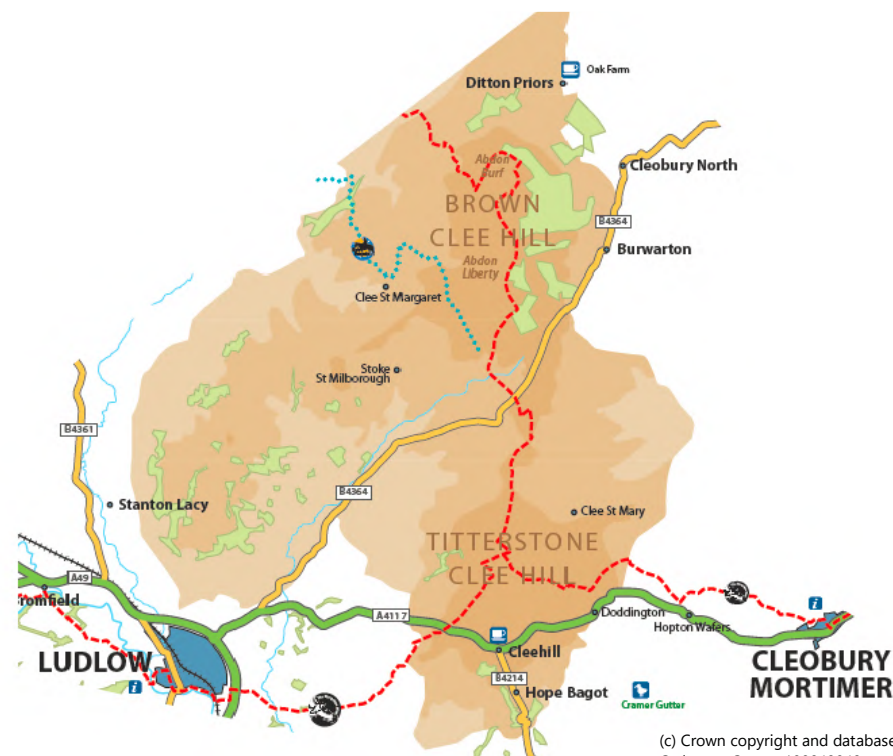 Oak Farm
Ditton Priors
Cleobury North
Abdon
Burf
BROWN
CLEE HILL
B4364
Burwarton
Abdon
Liberty
Clee St Margaret
Stoke
St Milborough
B4361
B4364
Stanton Lacy
Clee St Mary
TITTERSTONE
CLEE HILL
A49
romfield
A4117
Doddington
Hopton Wafers
i
LUDLOW
i
Cleehill
CLEOBURY
MORTIMER
B4214
Hope Bagot
Cramer Gutter
(c) Crown copyright and database